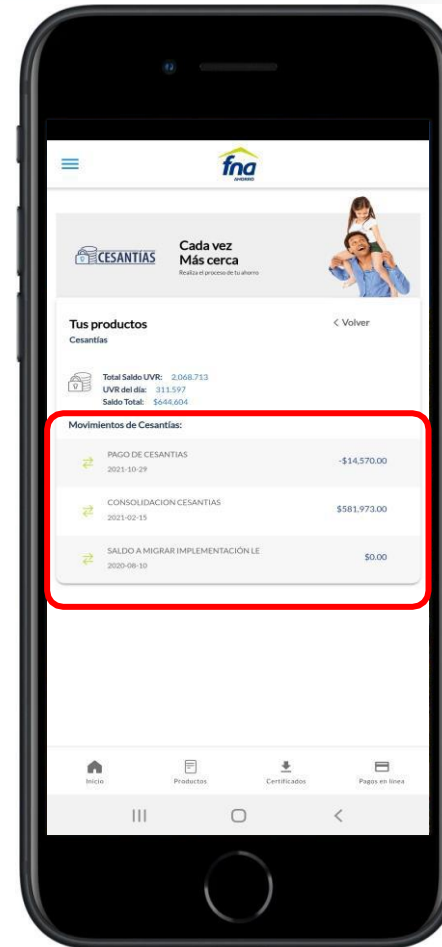 fna
AHORRO
CESANTIAS
Cada vez
Más cerca
Realiza el proceso de tu ahorro
Tus productos
< Volver
Cesantías
Total Saldo UVR: 2,068.713
UVR del día: 311.597
Saldo Total: $644,604
Movimientos de Cesantías:
PAGO DE CESANTIAS
-$14,570.00
2021-10-29
CONSOLIDACION CESANTIAS
$581,973.00
2021-02-15
SALDO A MIGRAR IMPLEMENTACIÓN LE
$0.00
2020-08-10
Inicio
Productos
Certificados
Pagos en línea